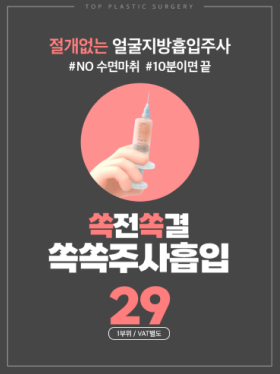 TOP PLASTIC SURGERY
절개없는 얼굴지방흡입주사
#NO 수면마취 #10분이면 끝
쏙전쏙결
쏙쏙주사흡입
29
1부위 / VAT별도